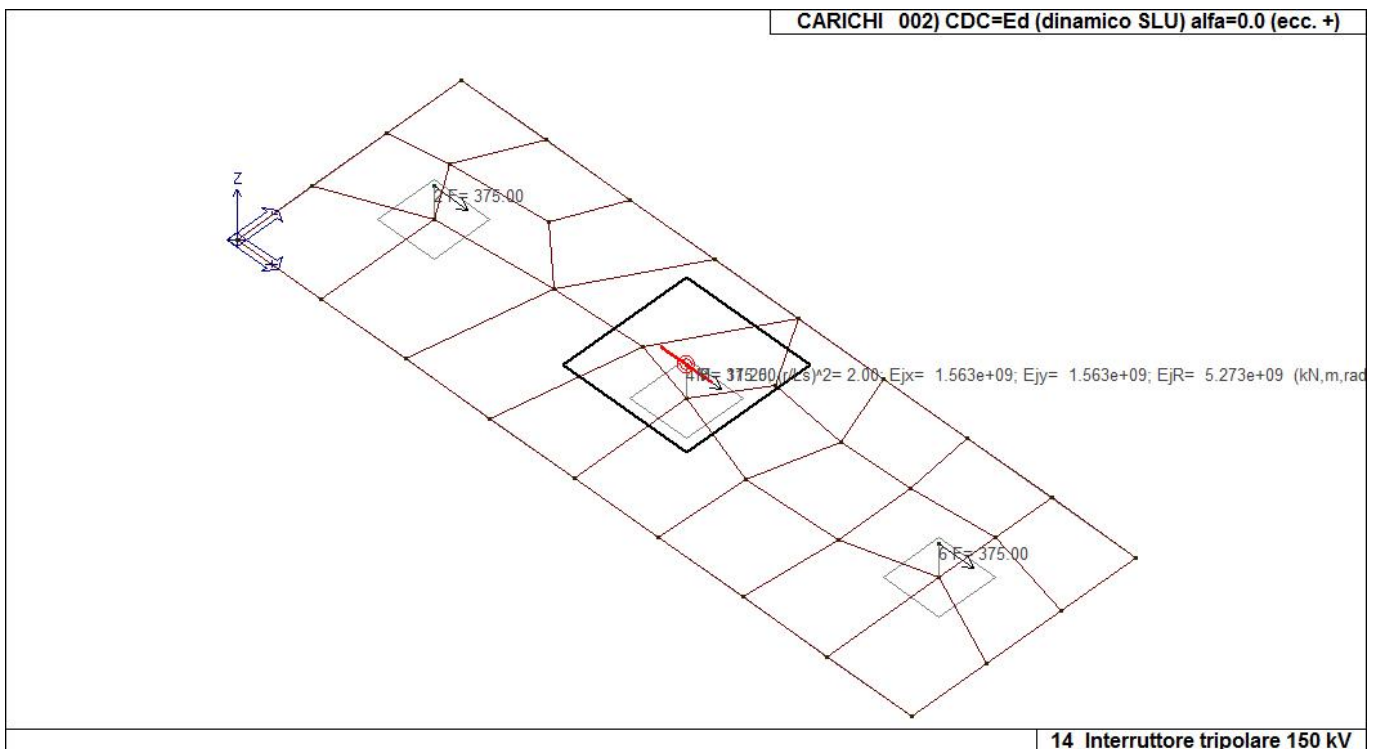 CARICHI 002) CDC=Ed (dinamico SLU) alfa=0.0 (ecc. +)
Z
2 F= 375.00
(r/Ls)^2= 2.00; Ejx= 1.563e+09; Ejy= 1.563e+09; EjR= 5.273e+09 (kN,m,rad
6 F= 375.00
14 Interruttore tripolare 150 kV